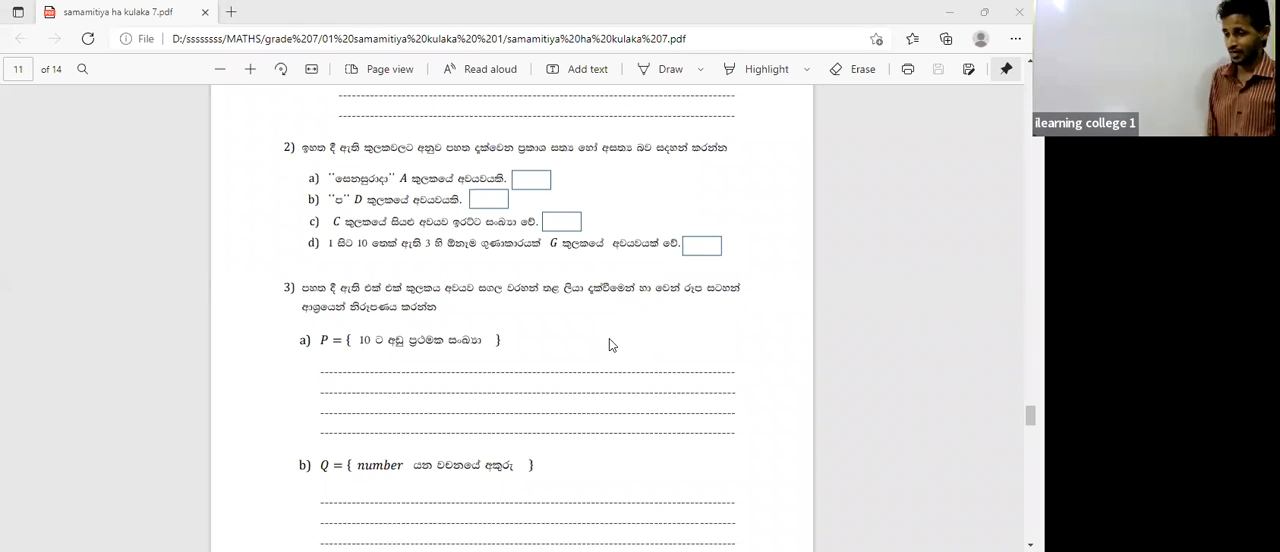 samamitiya ha kulaka 7.pdf
File D:/ssssssss/MATHS/grade%207/01%20samamitiya%20kulaka%20%201/samamitiya%20ha%20kulaka%207.pdf
11 of 14 Page view Read aloud Add text Draw Highlight Erase
ilearning college 1
2) ඉහත දී ඇති කුලකවලට අනුව පහත දැක්වෙන ප්‍රකාශ සත්‍ය හෝ අසත්‍ය බව සදහන් කරන්න
a) "සෙනසුරාදා" A කුලකයේ අවයවයකි.
b) "ප" D කුලකයේ අවයවයකි.
c) C කුලකයේ සියළු අවයව ඉරට්ට සංඛ්‍යා වේ.
d) 1 සිට 10 තෙක් ඇති 3 හි ඕනෑම ගුණාකාරයක් G කුලකයේ අවයවයක් වේ.
3) පහත දී ඇති එක් එක් කුලකය අවයව සගල වරහන් තළ ලියා දැක්වීමෙන් හා වෙන් රූප සටහන්
ආශ්‍රයෙන් නිරූපණය කරන්න
a) P = { 10 ට අඩු ප්‍රථමක සංඛ්‍යා }
b) Q = { number යන වචනයේ අකුරු }